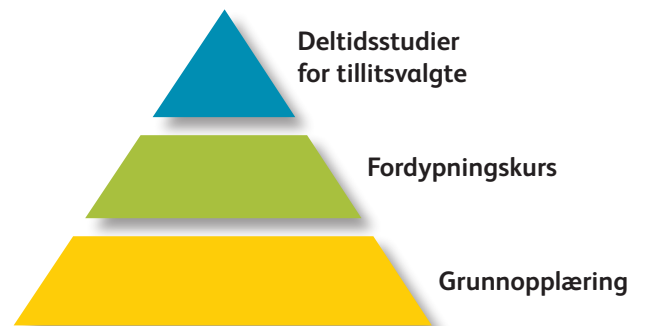 Deltidsstudier
for tillitsvalgte
Fordypningskurs
Grunnopplæring